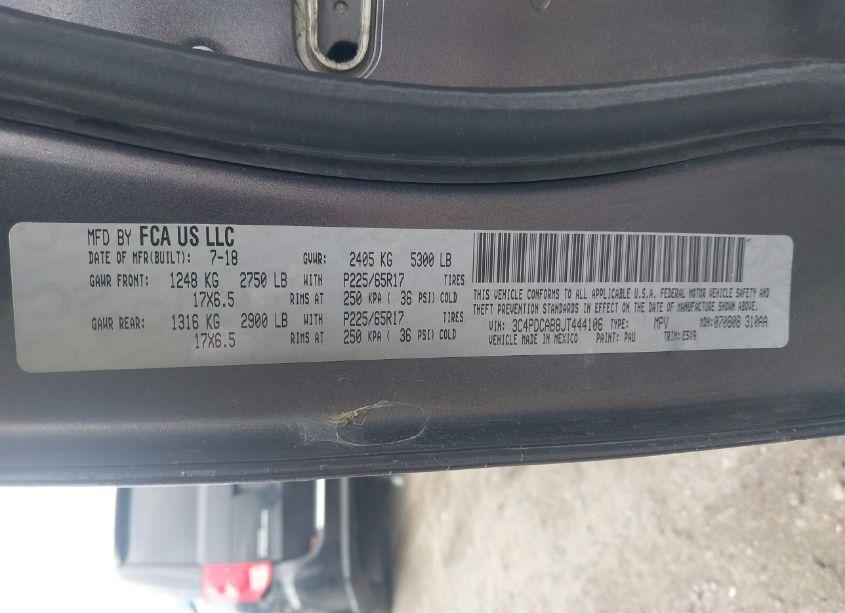 MFD BY FCA US LLC
DATE OF MFR(BUILT): 7-18 GVWR: 2405 KG 5300 LB
GAWR FRONT: 1248 KG 2750 LB WITH P225/65R17 TIRES
17X6.5 RIMS AT 250 KPA ( 36 PSI) COLD
GAWR REAR: 1316 KG 2900 LB WITH P225/65R17 TIRES
17X6.5 RIMS AT 250 KPA ( 36 PSI) COLD
THIS VEHICLE CONFORMS TO ALL APPLICABLE U.S.A. FEDERAL MOTOR VEHICLE SAFETY AND
THEFT PREVENTION STANDARDS IN EFFECT ON THE DATE OF MANUFACTURE SHOWN ABOVE.
VIN: 3C4PDCAB8JT444106 TYPE: MPV MDH: 070808 310AA
VEHICLE MADE IN MEXICO PAINT: PAU TRIM: E5X9